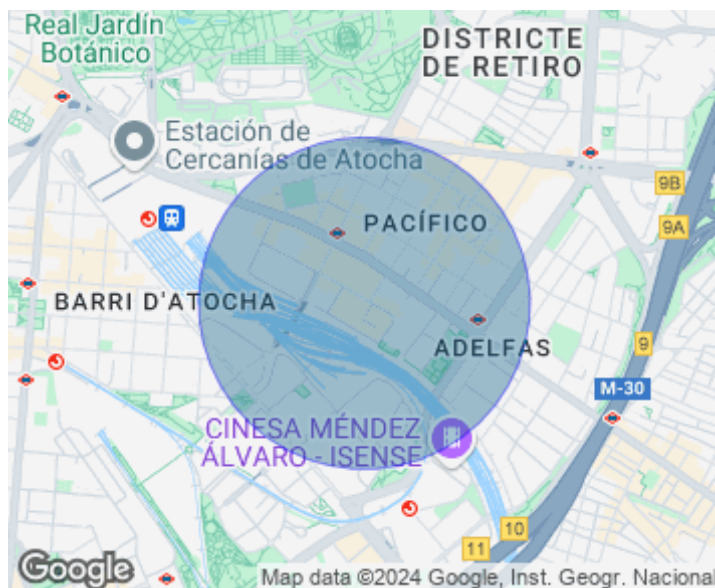 Real Jardín
Botánico
DISTRICTE
DE RETIRO
Estación de
Cercanías de Atocha
9B
PACÍFICO
9A
BARRI D'ATOCHA
ADELFAS
9
M-30
CINESA MÉNDEZ
ÁLVARO - ISENSE
10
11
Google
Map data ©2024 Google, Inst. Geogr. Nacional